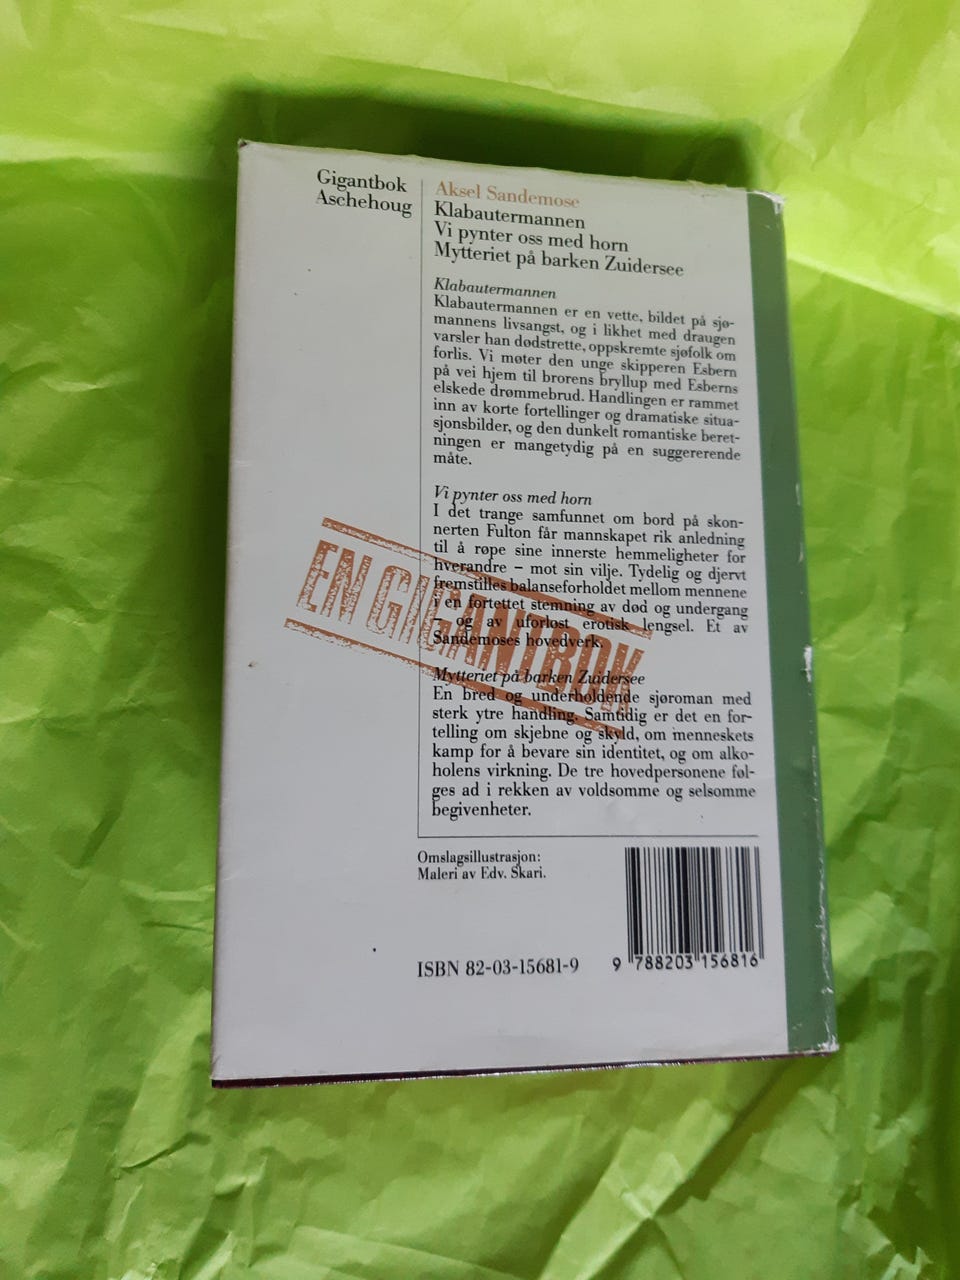 Gigantbok
Aschehoug
Aksel Sandemose
Klabautermannen
Vi pynter oss med horn
Mytteriet på barken Zuidersee
Klabautermannen
Klabautermannen er en vette, bildet på sjø-
mannens livsangst, og i likhet med draugen
varsler han dødstrette, oppskremte sjøfolk om
forlis. Vi møter den unge skipperen Esbern
på vei hjem til brorens bryllup med Esberns
elskede drømmebrud. Handlingen er rammet
inn av korte fortellinger og dramatiske situa-
sjonsbilder, og den dunkelt romantiske beret-
ningen er mangetydig på en suggererende
måte.
Vi pynter oss med horn
I det trange samfunnet om bord på skon-
nerten Fulton får mannskapet rik anledning
til å røpe sine innerste hemmeligheter for
hverandre – mot sin vilje. Tydelig og djervt
fremstilles balanseforholdet mellom mennene
i en fortettet stemning av død og undergang
– og av uforløst erotisk lengsel. Et av
Sandemoses hovedverk.
EN GIGANTBOK
Mytteriet på barken Zuidersee
En bred og underholdende sjøroman med
sterk ytre handling. Samtidig er det en for-
telling om skjebne og skyld, om menneskets
kamp for å bevare sin identitet, og om alko-
holens virkning. De tre hovedpersonene føl-
ges ad i rekken av voldsomme og selsomme
begivenheter.
Omslagsillustrasjon:
Maleri av Edv. Skari.
ISBN 82-03-15681-9
9 788203 156816